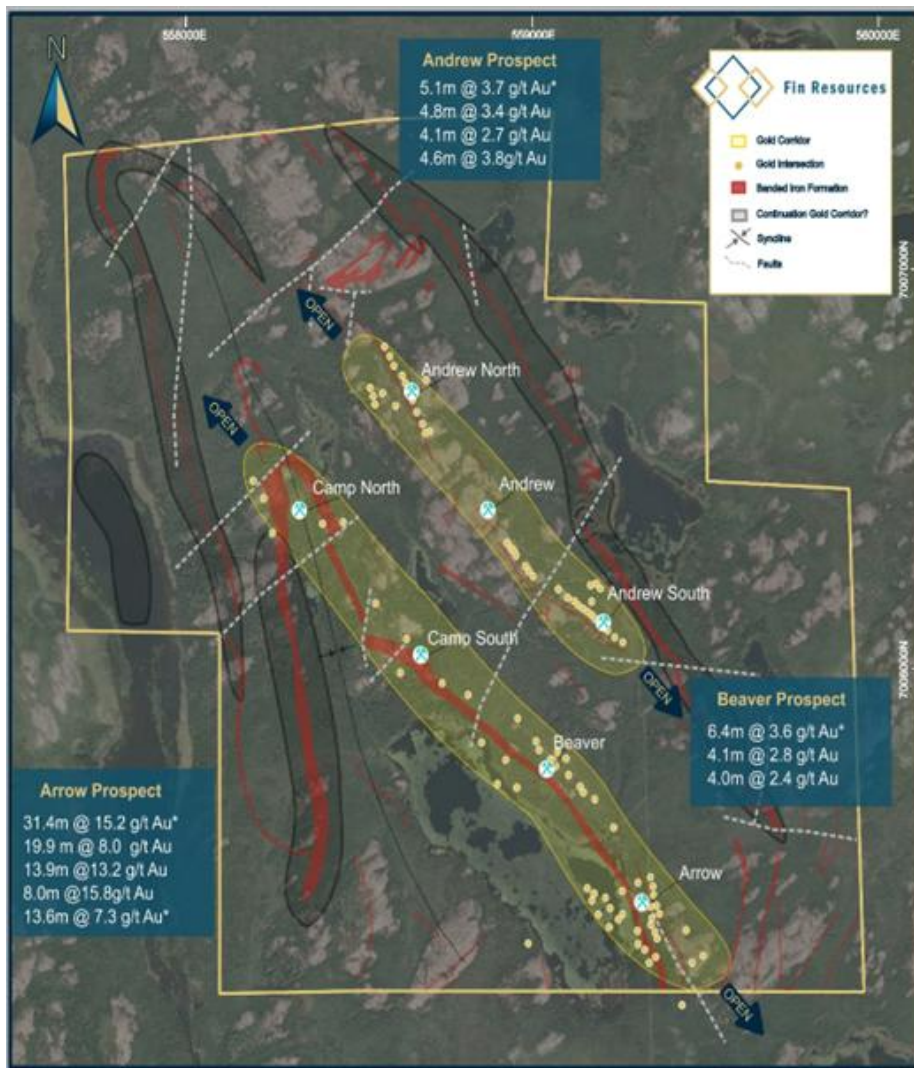 558000E
559000E
560000E
N
Andrew Prospect
5.1m @ 3.7 g/t Au*
4.8m @ 3.4 g/t Au
4.1m @ 2.7 g/t Au
4.6m @ 3.8g/t Au
Fin Resources
Gold Corridor
Gold Intersection
Banded Iron Formation
Continuation Gold Corridor?
Syncline
Faults
7007000N
OPEN
Andrew North
OPEN
Camp North
Andrew
Andrew South
Camp South
7006000N
OPEN
Beaver Prospect
6.4m @ 3.6 g/t Au*
4.1m @ 2.8 g/t Au
4.0m @ 2.4 g/t Au
Beaver
Arrow Prospect
31.4m @ 15.2 g/t Au*
19.9 m @ 8.0 g/t Au
13.9m @13.2 g/t Au
8.0m @15.8g/t Au
13.6m @ 7.3 g/t Au*
Arrow
OPEN